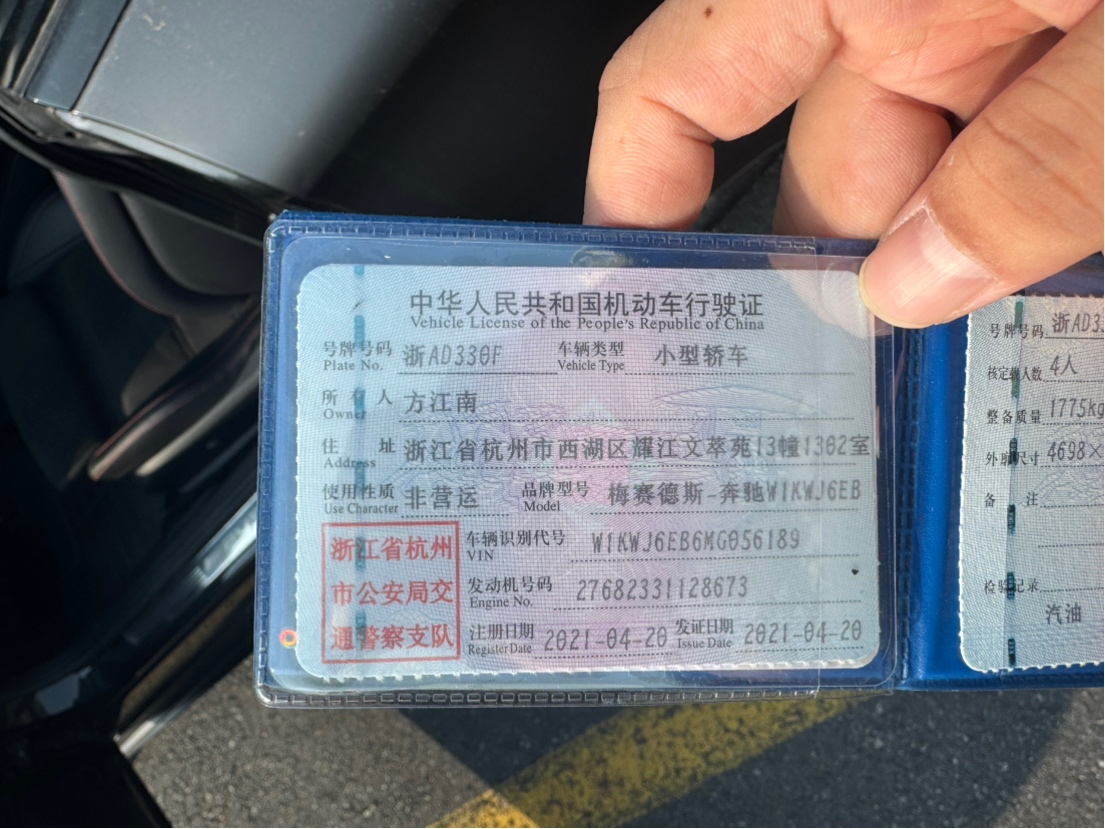 中华人民共和国机动车行驶证
Vehicle License of the People's Republic of China
号牌号码 浙AD330F 车辆类型 小型轿车
Plate No. Vehicle Type
所有人 方江南
Owner
住址 浙江省杭州市西湖区耀江文萃苑13幢1302室
Address
使用性质 非营运 品牌型号 梅赛德斯-奔驰W1KWJ6EB
Use Character Model
浙江省杭州
市公安局交
通警察支队
车辆识别代号 W1KWJ6EB6MG056189
VIN
发动机号码 27682331128673
Engine No.
注册日期 2021-04-20 发证日期 2021-04-20
Register Date Issue Date
号牌号码 浙AD33
核定载人数 4人
整备质量 1775kg
外廓尺寸 4698×
备注
检验记录
汽油